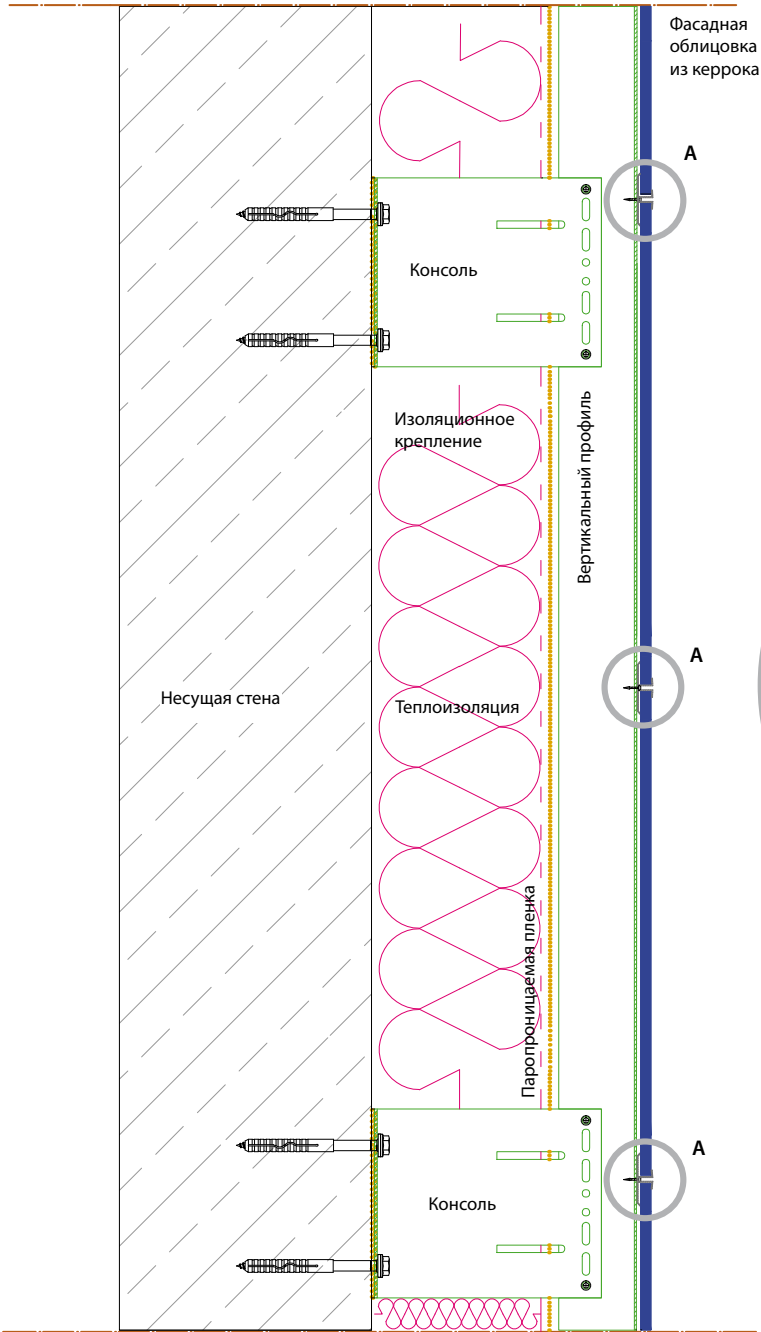 Фасадная
облицовка
из керрока
А
Консоль
Изоляционное
крепление
Вертикальный профиль
А
Несущая стена
Теплоизоляция
Паропроницаемая пленка
А
Консоль